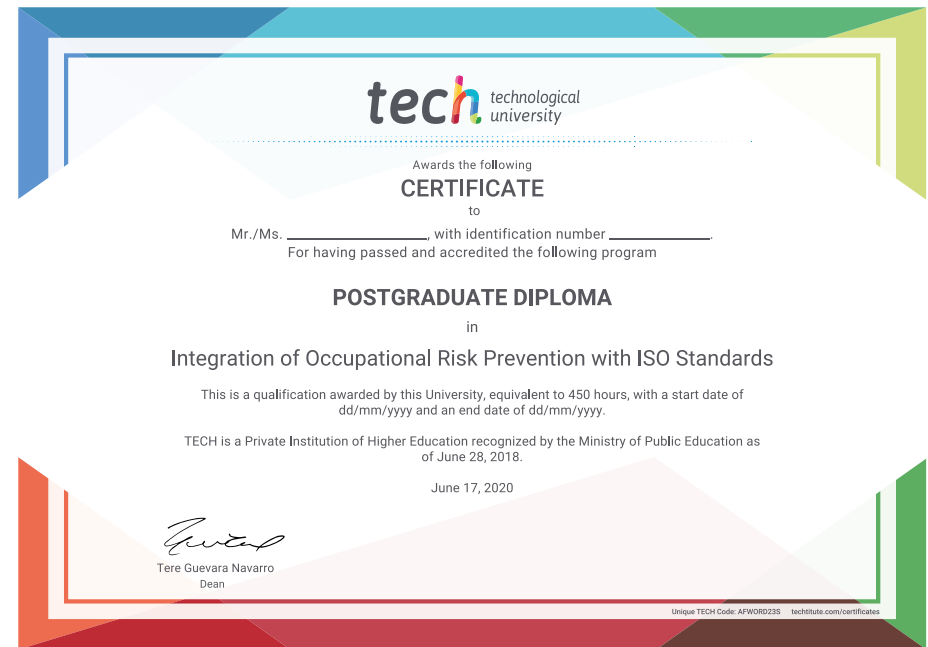 tech technological
university
Awards the following
CERTIFICATE
to
Mr./Ms. ____________________, with identification number ______________.
For having passed and accredited the following program
POSTGRADUATE DIPLOMA
in
Integration of Occupational Risk Prevention with ISO Standards
This is a qualification awarded by this University, equivalent to 450 hours, with a start date of
dd/mm/yyyy and an end date of dd/mm/yyyy.
TECH is a Private Institution of Higher Education recognized by the Ministry of Public Education as
of June 28, 2018.
June 17, 2020
Tere Guevara Navarro
Dean
Unique TECH Code: AFWORD23S techtitute.com/certificates